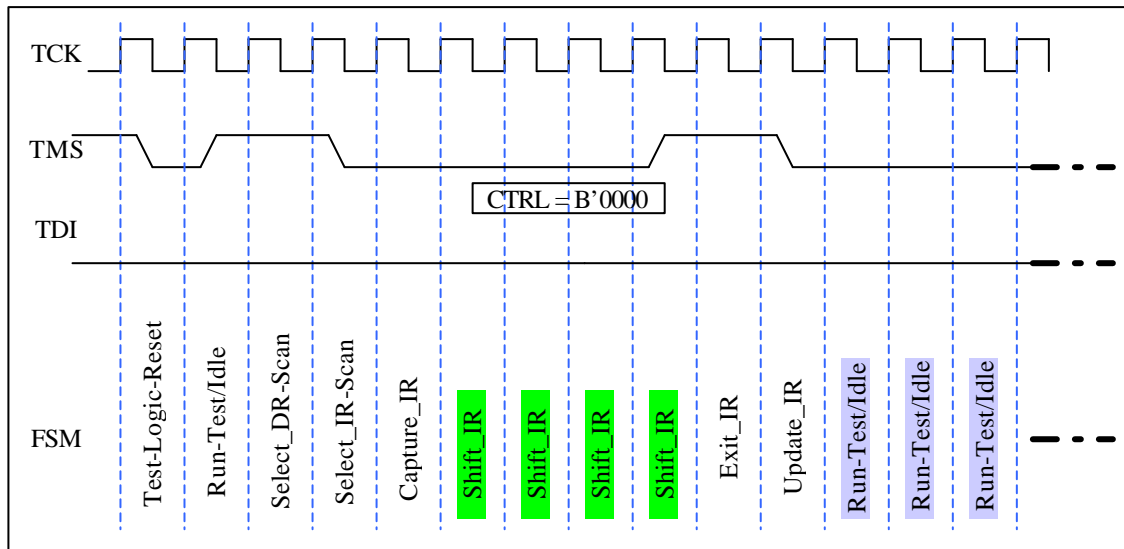 TCK
TMS
CTRL = B’0000
TDI
FSM
Test-Logic-Reset
Run-Test/Idle
Select_DR-Scan
Select_IR-Scan
Capture_IR
Shift_IR
Shift_IR
Shift_IR
Shift_IR
Exit_IR
Update_IR
Run-Test/Idle
Run-Test/Idle
Run-Test/Idle